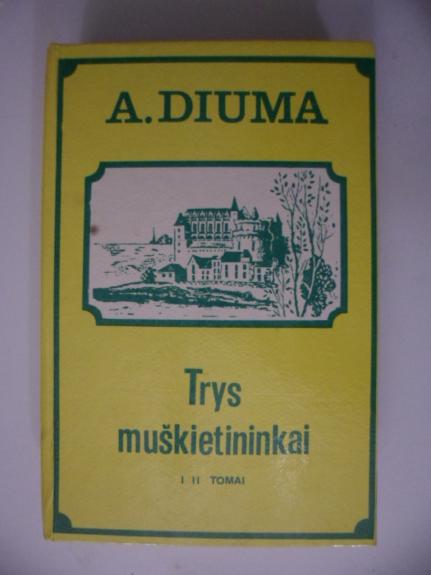 A. DIUMA
Trys
muškietininkai
I II TOMAI